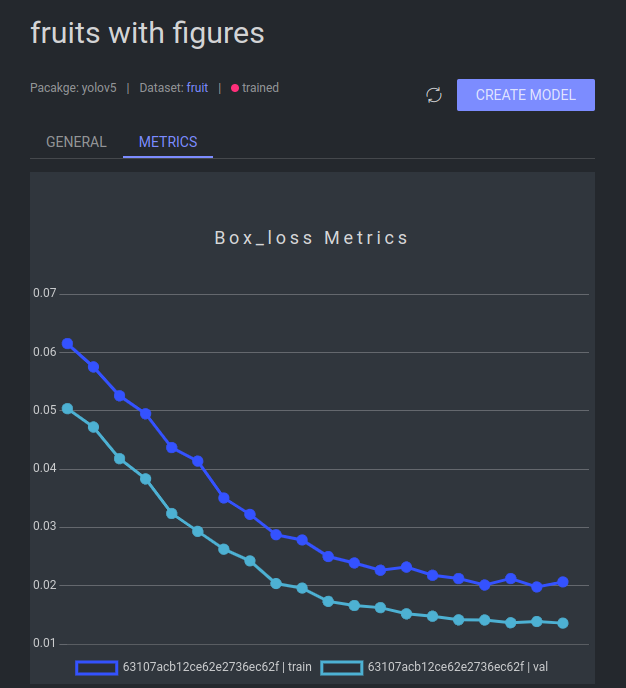 fruits with figures
Pacakge: yolov5 | Dataset: fruit | trained
CREATE MODEL
GENERAL METRICS
Box_loss Metrics
0.07
0.06
0.05
0.04
0.03
0.02
0.01
63107acb12ce62e2736ec62f | train 63107acb12ce62e2736ec62f | val